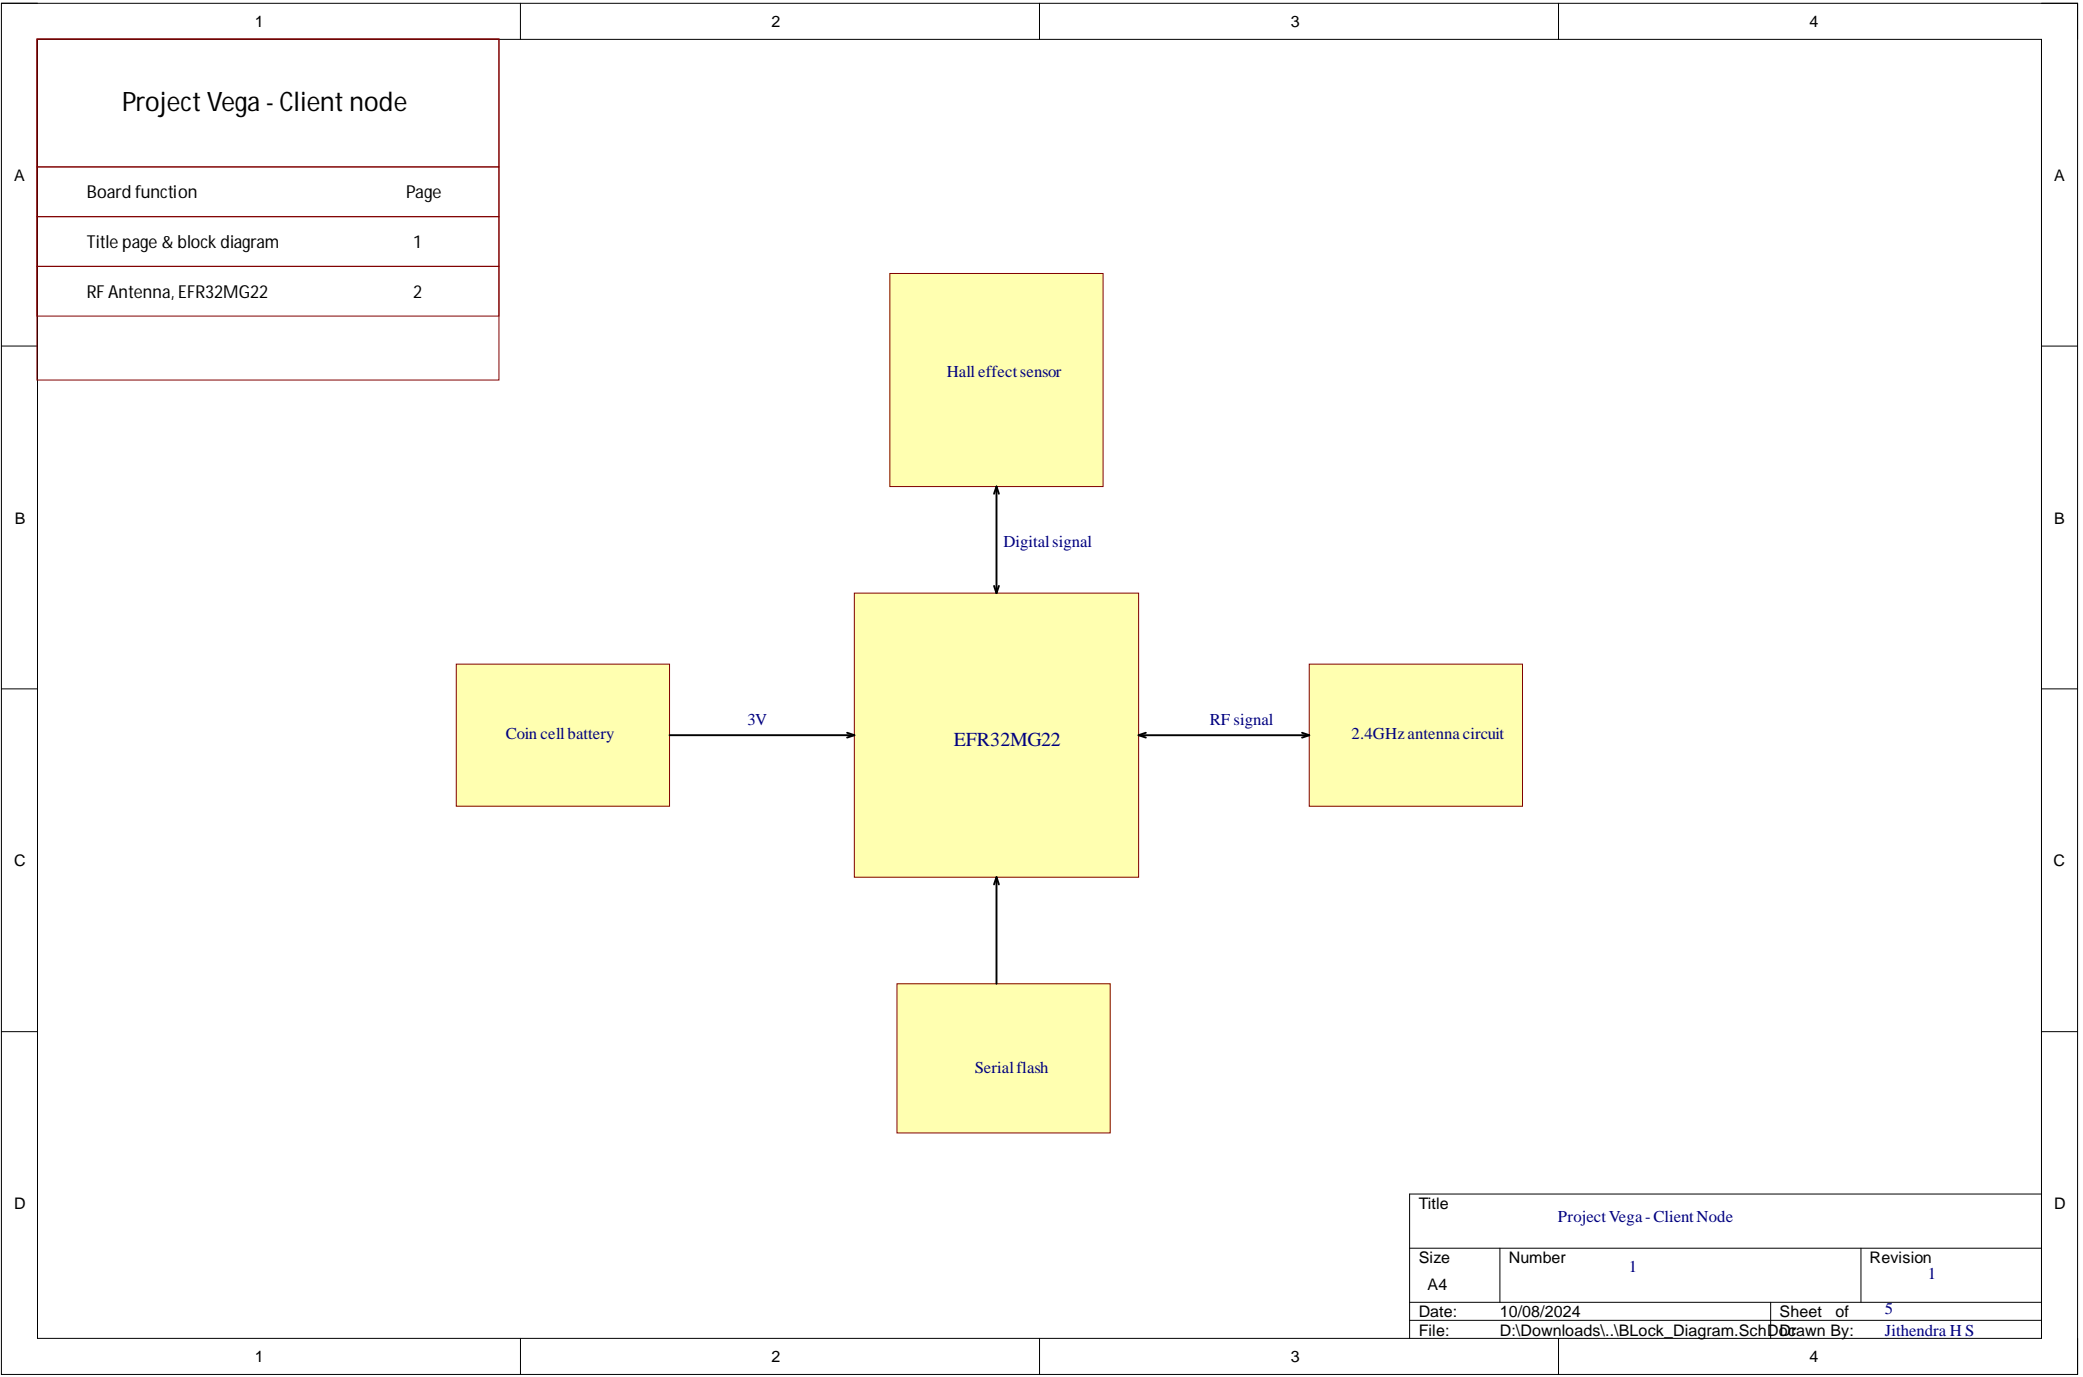 1 2 3 4
Project Vega - Client node
A A
Board function Page
Title page & block diagram 1
RF Antenna, EFR32MG22 2
Hall effect sensor
B B
Digital signal
3V RF signal
Coin cell battery EFR32MG22 2.4GHz antenna circuit
C C
Serial flash
D D
Title
Project Vega - Client Node
Size Number Revision
1 1
A4
Date: 10/08/2024 Sheet of 5
File: D:\Downloads\..\BLock_Diagram.SchDoc Drawn By: Jithendra H S
1 2 3 4